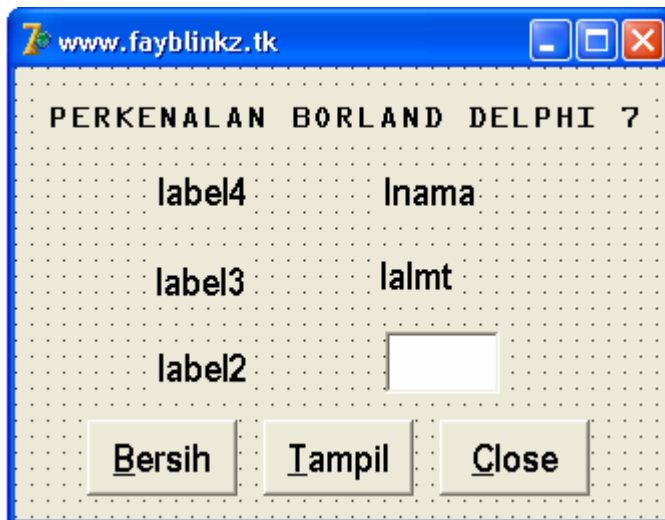 www.fayblinkz.tk
PERKENALAN BORLAND DELPHI 7
label4 lnama
label3 lalmt
label2
Bersih Tampil Close